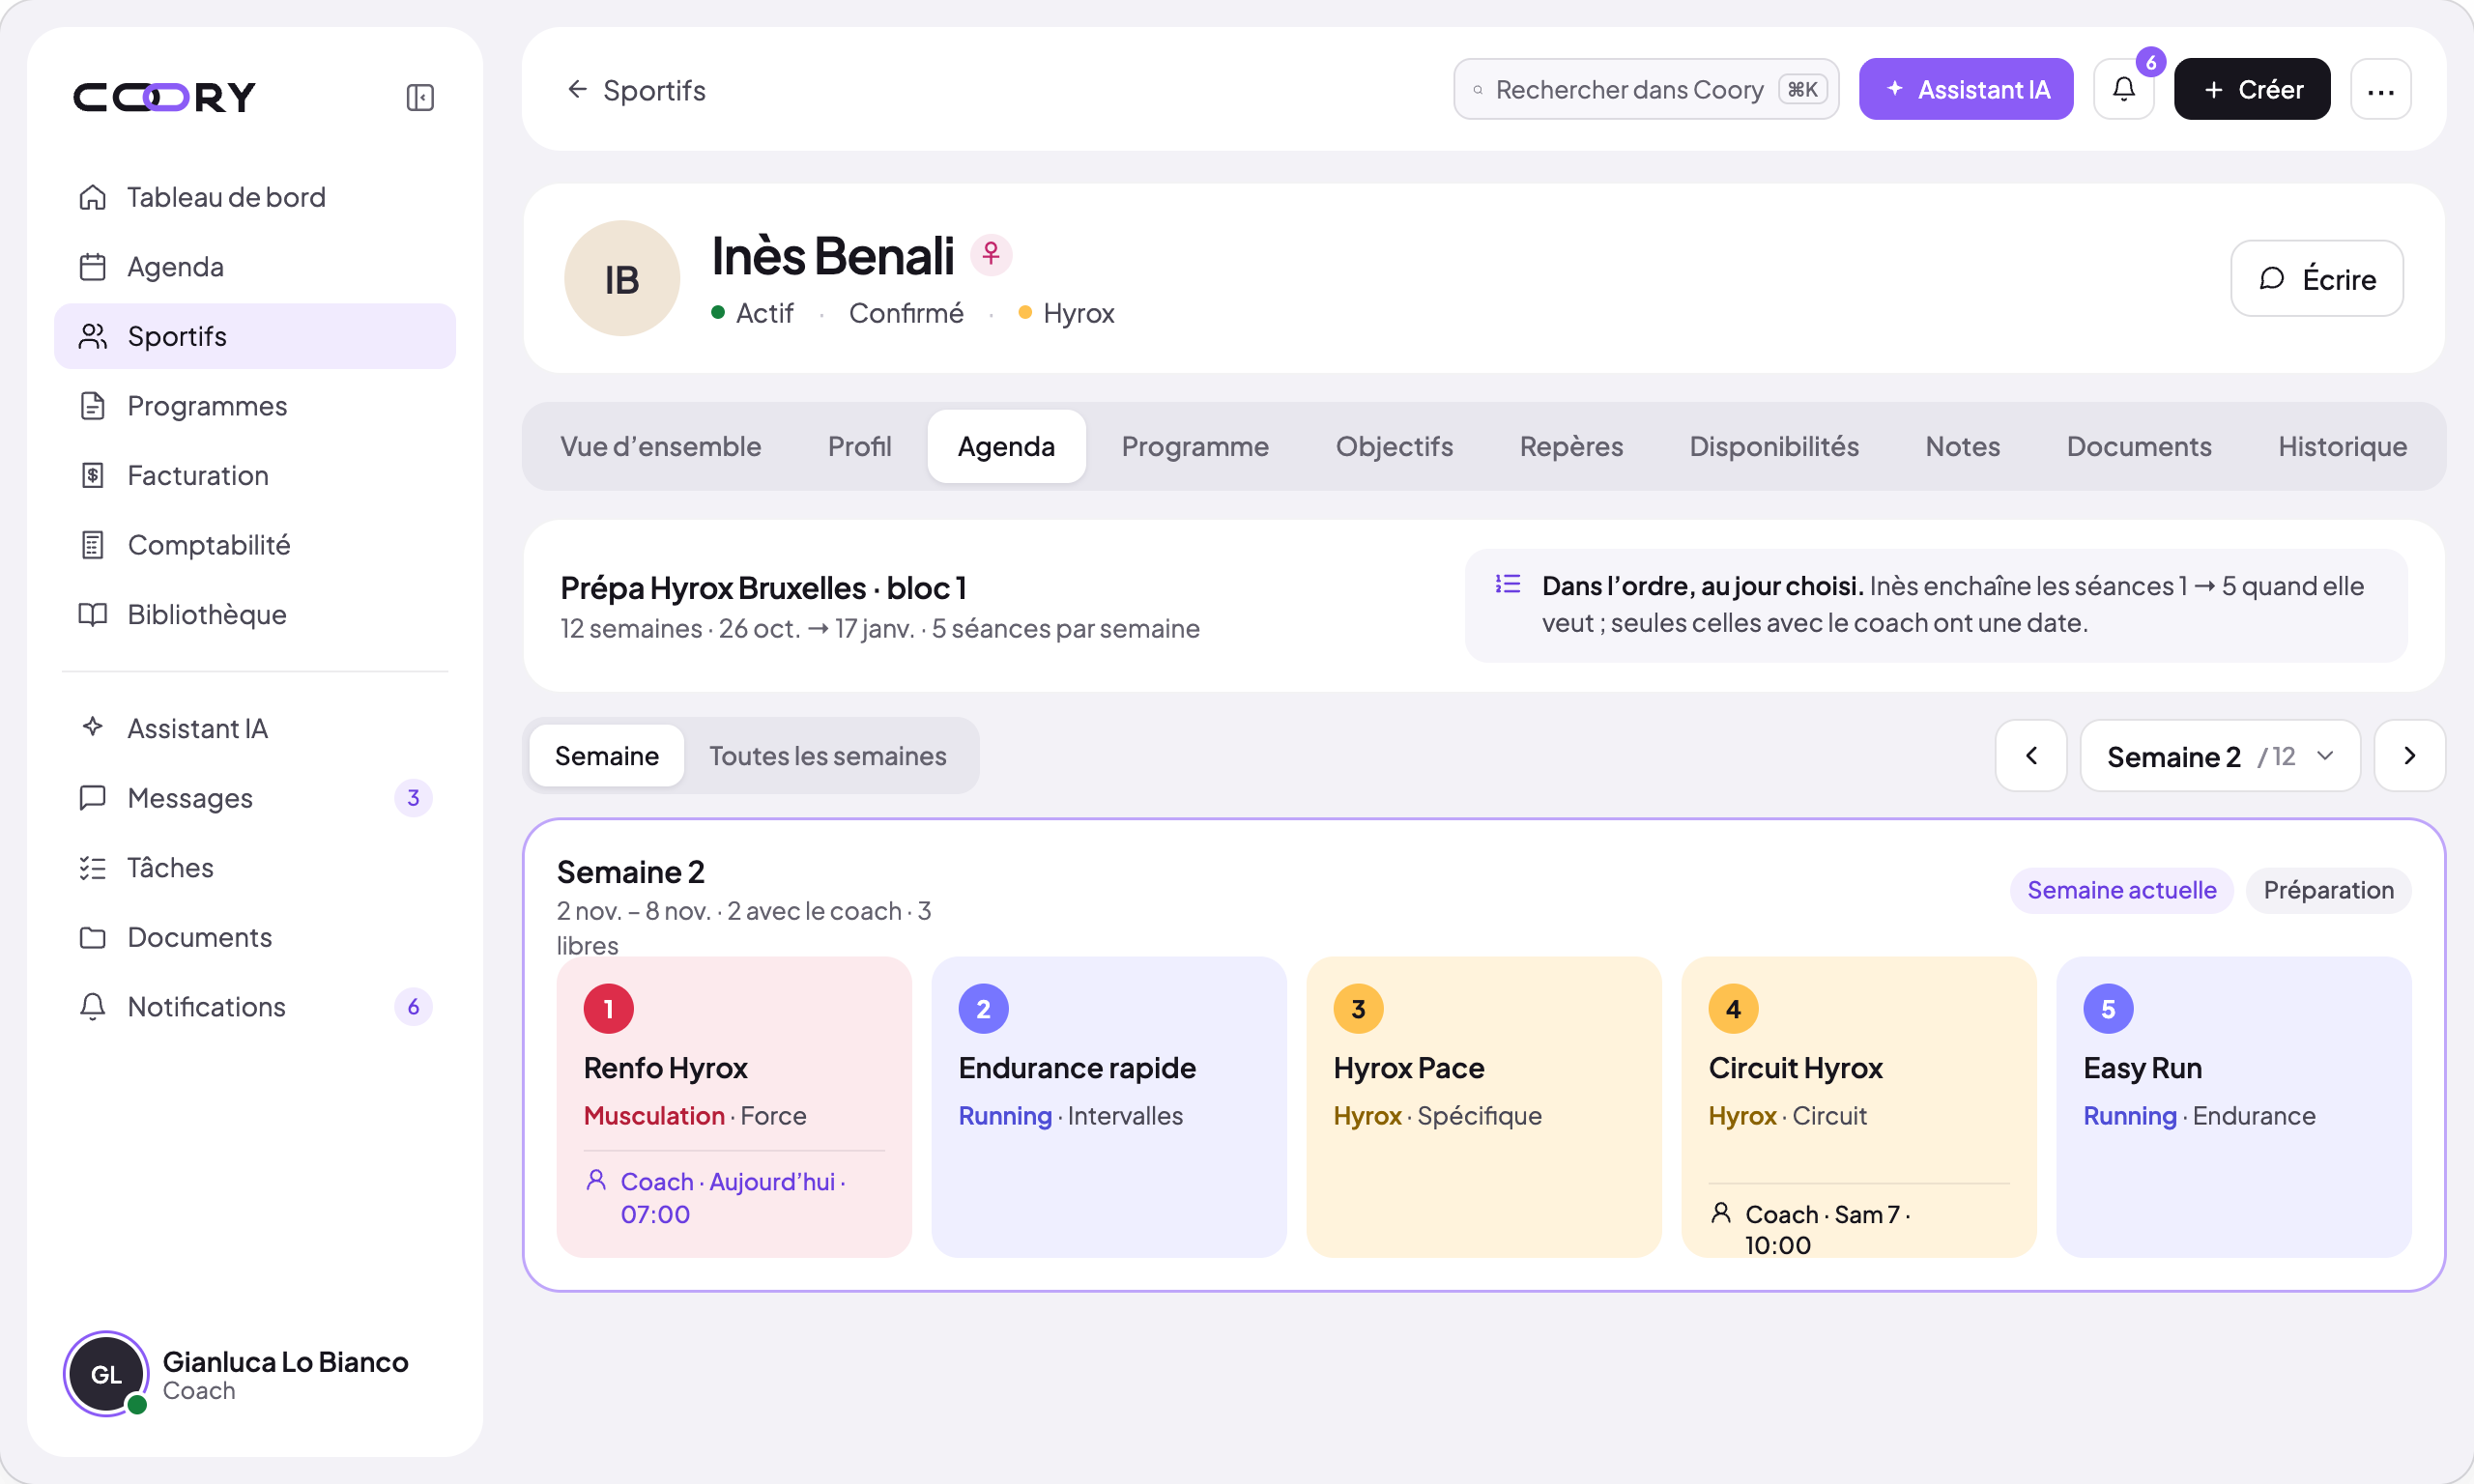 COORY
Tableau de bord
Agenda
Sportifs
Programmes
Facturation
Comptabilité
Bibliothèque
Assistant IA
Messages 3
Tâches
Documents
Notifications 6
GL
Gianluca Lo Bianco
Coach
← Sportifs
Rechercher dans Coory ⌘K
Assistant IA
6
+ Créer
...
IB
Inès Benali
Actif · Confirmé · Hyrox
Écrire
Vue d’ensemble Profil Agenda Programme Objectifs Repères Disponibilités Notes Documents Historique
Prépa Hyrox Bruxelles · bloc 1
12 semaines · 26 oct. → 17 janv. · 5 séances par semaine
Dans l’ordre, au jour choisi. Inès enchaîne les séances 1 → 5 quand elle
veut ; seules celles avec le coach ont une date.
Semaine Toutes les semaines
Semaine 2 / 12
Semaine 2
2 nov. – 8 nov. · 2 avec le coach · 3
libres
Semaine actuelle Préparation
1
Renfo Hyrox
Musculation · Force
Coach · Aujourd’hui ·
07:00
2
Endurance rapide
Running · Intervalles
3
Hyrox Pace
Hyrox · Spécifique
4
Circuit Hyrox
Hyrox · Circuit
Coach · Sam 7 ·
10:00
5
Easy Run
Running · Endurance